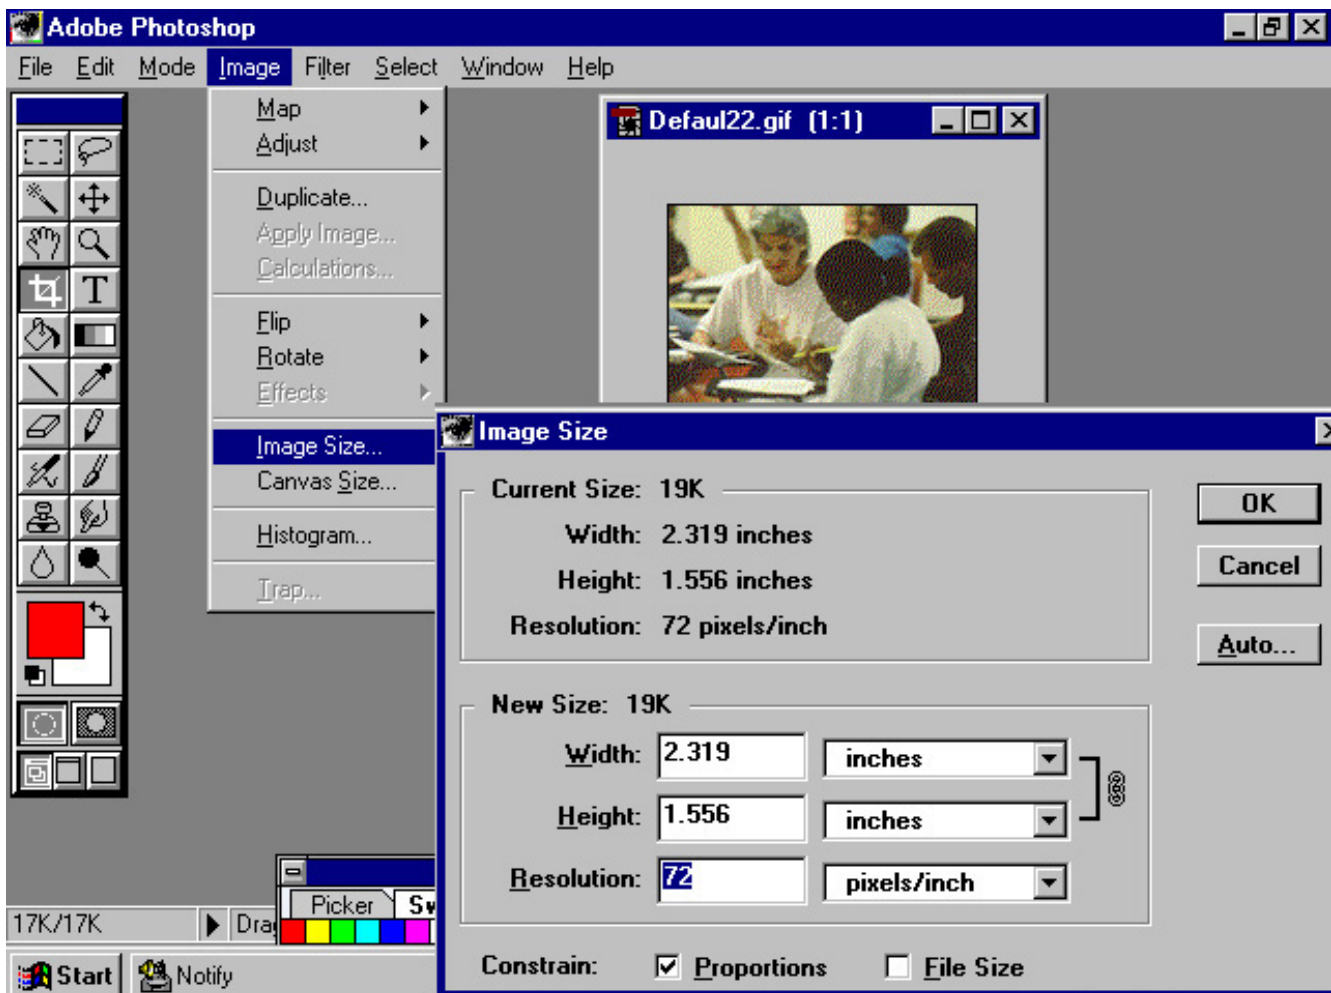 Adobe Photoshop
File Edit Mode Image Filter Select Window Help
Map
Adjust
Duplicate...
Apply Image...
Calculations...
Flip
Rotate
Effects
Image Size...
Canvas Size...
Histogram...
Trap...
T
Defaul22.gif (1:1)
Image Size
Current Size: 19K
Width: 2.319 inches
Height: 1.556 inches
Resolution: 72 pixels/inch
OK
Cancel
Auto...
New Size: 19K
Width: 2.319 inches
Height: 1.556 inches
Resolution: 72 pixels/inch
Constrain: Proportions File Size
Picker
17K/17K
Start Notify